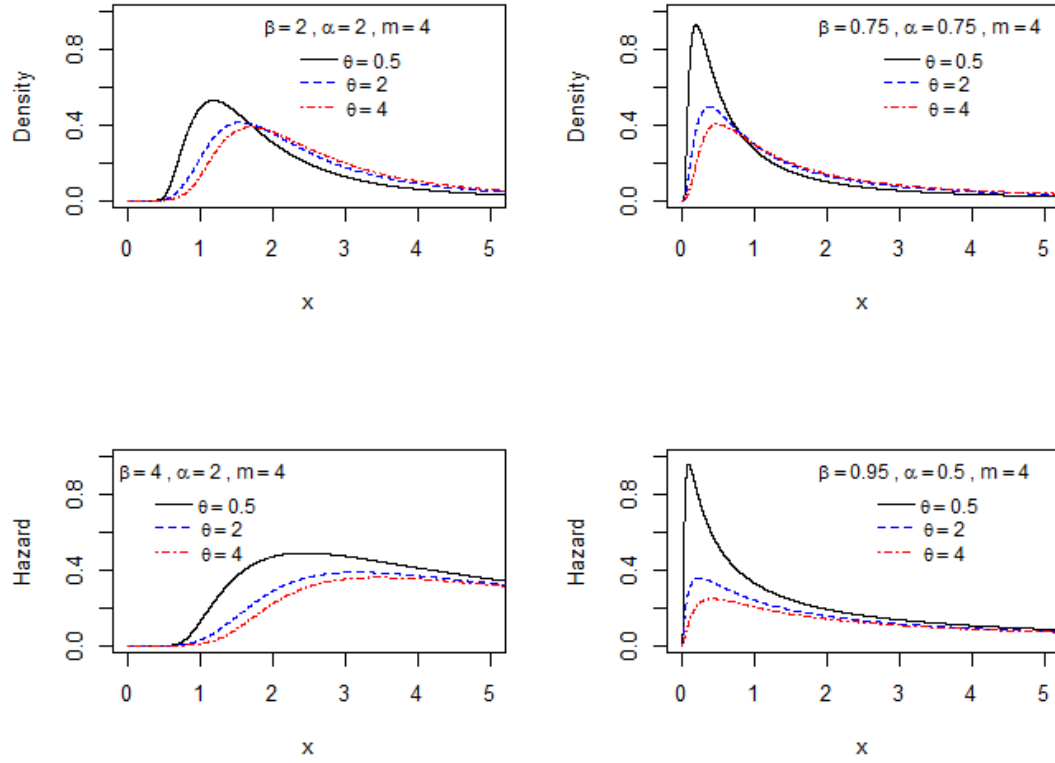 β = 2 , α = 2 , m = 4
θ = 0.5
θ = 2
θ = 4
Density
0.0 0.4 0.8
0 1 2 3 4 5
x
β = 0.75 , α = 0.75 , m = 4
θ = 0.5
θ = 2
θ = 4
Density
0.0 0.4 0.8
0 1 2 3 4 5
x
β = 4 , α = 2 , m = 4
θ = 0.5
θ = 2
θ = 4
Hazard
0.0 0.4 0.8
0 1 2 3 4 5
x
β = 0.95 , α = 0.5 , m = 4
θ = 0.5
θ = 2
θ = 4
Hazard
0.0 0.4 0.8
0 1 2 3 4 5
x